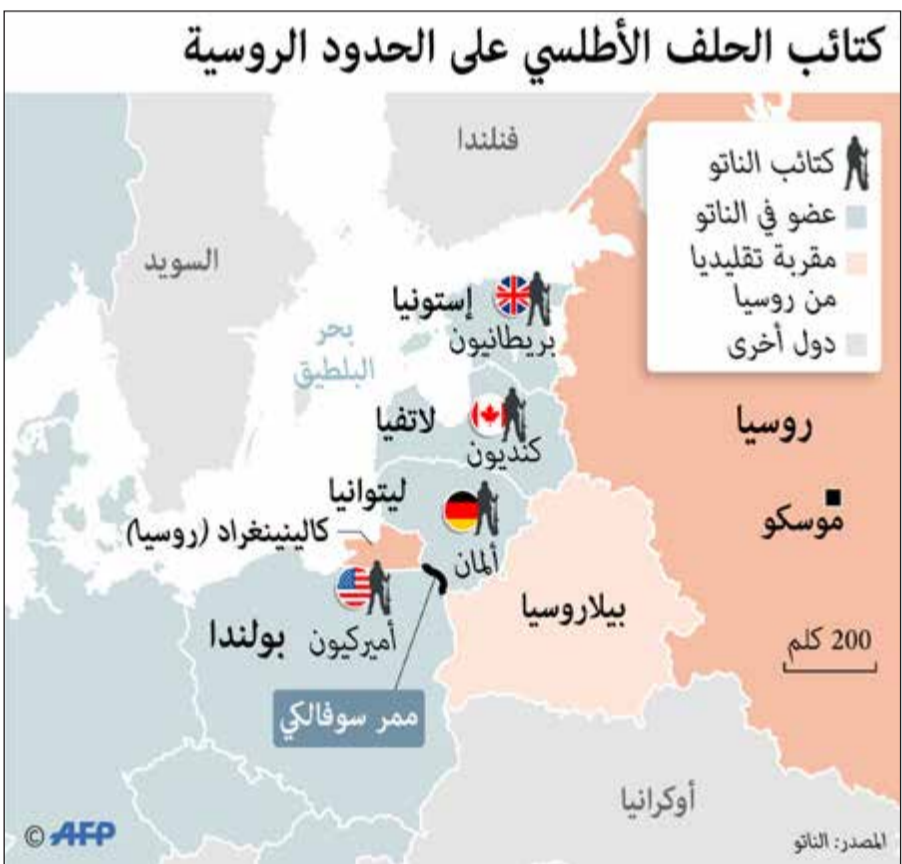 كتائب الحلف الأطلسي على الحدود الروسية
كتائب الناتو
عضو في الناتو
مقربة تقليديا
من روسيا
دول أخرى
فنلندا
السويد
بحر
البلطيق
إستونيا
بريطانيون
لاتفيا
كنديون
ليتوانيا
ألمان
كالينينغراد (روسيا)
أميركيون
بولندا
ممر سوفالكي
روسيا
موسكو
بيلاروسيا
200 كلم
أوكرانيا
المصدر: الناتو
© AFP